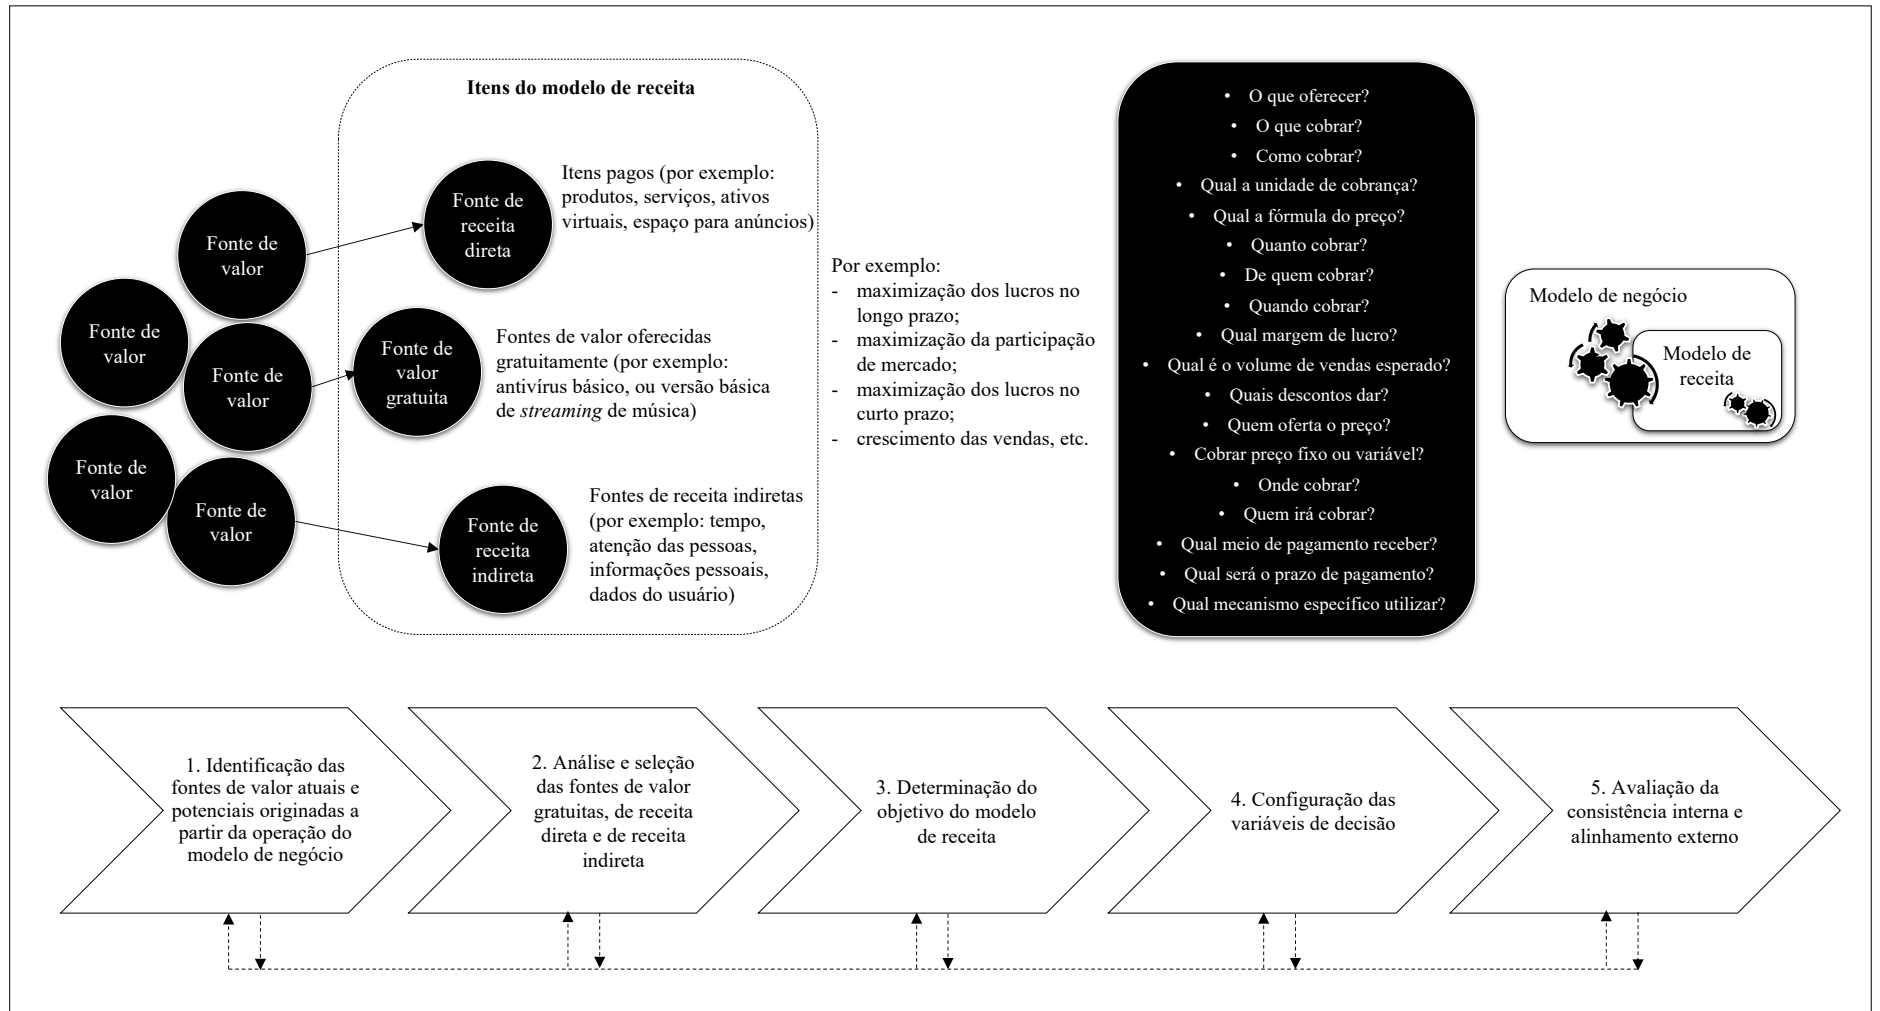 Itens do modelo de receita
Fonte de
valor
Fonte de
valor
Fonte de
valor
Fonte de
valor
Fonte de
valor
Fonte de
receita
direta
Itens pagos (por exemplo:
produtos, serviços, ativos
virtuais, espaço para anúncios)
Fonte de
valor
gratuita
Fontes de valor oferecidas
gratuitamente (por exemplo:
antivírus básico, ou versão básica
de streaming de música)
Fonte de
receita
indireta
Fontes de receita indiretas
(por exemplo: tempo,
atenção das pessoas,
informações pessoais,
dados do usuário)
Por exemplo:
- maximização dos lucros no
longo prazo;
- maximização da participação
de mercado;
- maximização dos lucros no
curto prazo;
- crescimento das vendas, etc.
• O que oferecer?
• O que cobrar?
• Como cobrar?
• Qual a unidade de cobrança?
• Qual a fórmula do preço?
• Quanto cobrar?
• De quem cobrar?
• Quando cobrar?
• Qual margem de lucro?
• Qual é o volume de vendas esperado?
• Quais descontos dar?
• Quem oferta o preço?
• Cobrar preço fixo ou variável?
• Onde cobrar?
• Quem irá cobrar?
• Qual meio de pagamento receber?
• Qual será o prazo de pagamento?
• Qual mecanismo específico utilizar?
Modelo de negócio
Modelo de
receita
1. Identificação das
fontes de valor atuais e
potenciais originadas a
partir da operação do
modelo de negócio
2. Análise e seleção
das fontes de valor
gratuitas, de receita
direta e de receita
indireta
3. Determinação do
objetivo do modelo
de receita
4. Configuração das
variáveis de decisão
5. Avaliação da
consistência interna e
alinhamento externo